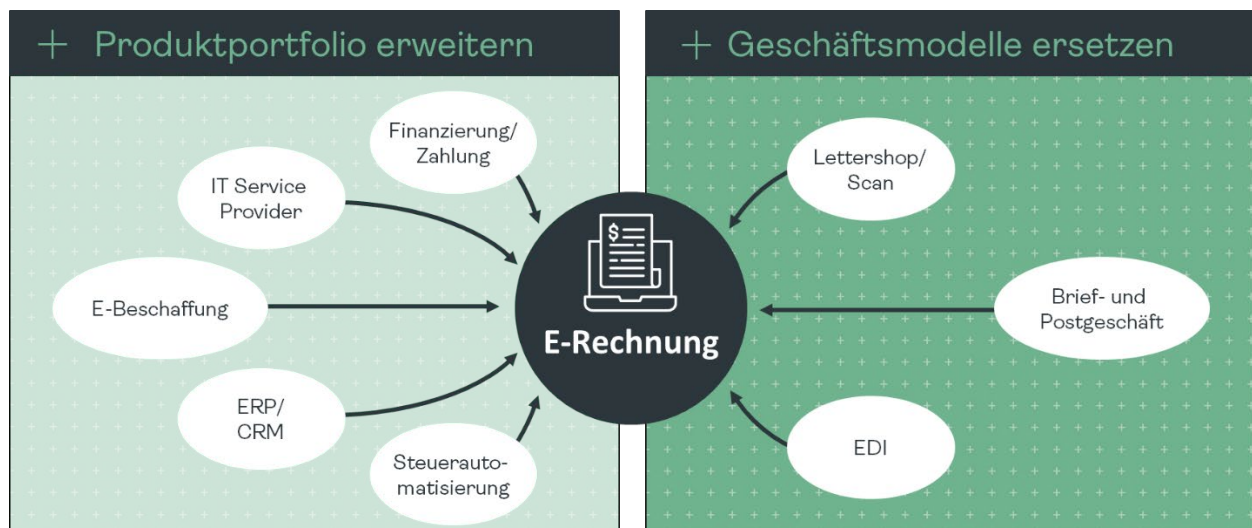 + Produktportfolio erweitern
Finanzierung/
Zahlung
IT Service
Provider
E-Beschaffung
ERP/
CRM
Steuerauto-
matisierung
$
E-Rechnung
+ Geschäftsmodelle ersetzen
Lettershop/
Scan
Brief- und
Postgeschäft
EDI